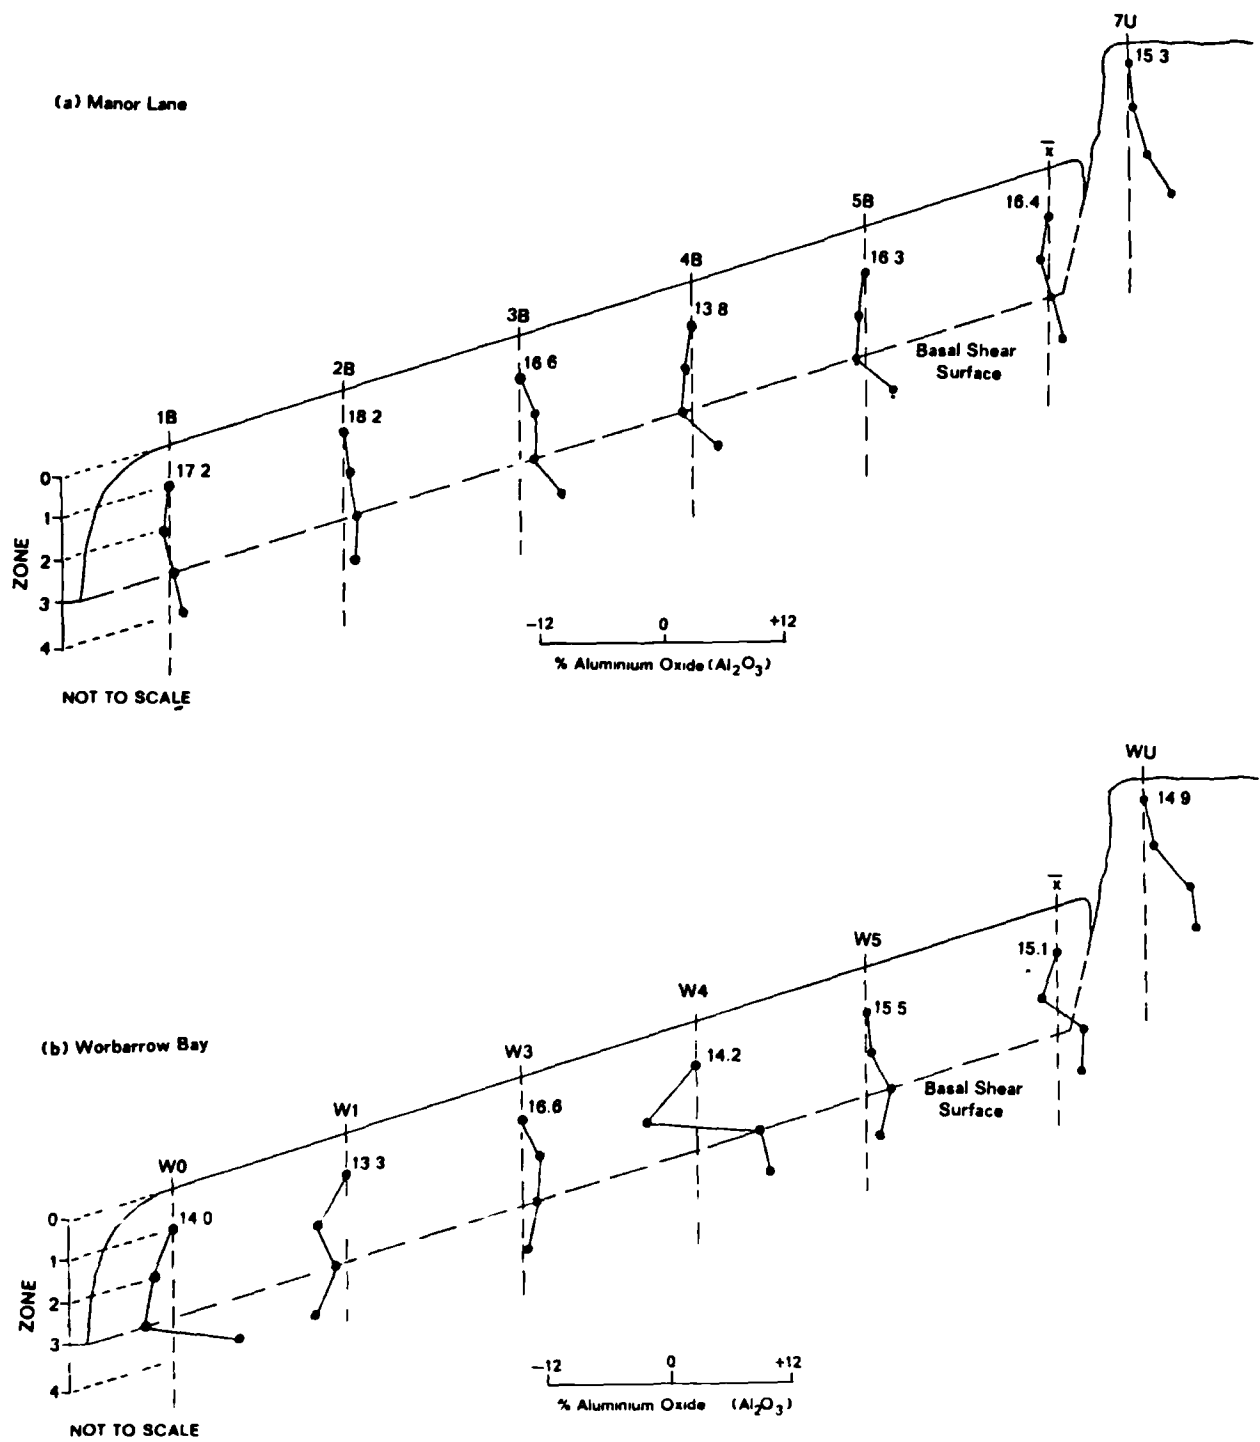 7U
15 3
(a) Manor Lane
x̄
16.4
5B
16 3
4B
13 8
3B
16 6
2B
18 2
1B
17 2
Basal Shear
Surface
0
1
2
3
4
ZONE
-12 0 +12
% Aluminium Oxide (Al₂O₃)
NOT TO SCALE
WU
14 9
x̄
15.1
W5
15 5
W4
14.2
(b) Worbarrow Bay
W3
16.6
W1
13 3
W0
14 0
Basal Shear
Surface
0
1
2
3
4
ZONE
-12 0 +12
% Aluminium Oxide (Al₂O₃)
NOT TO SCALE